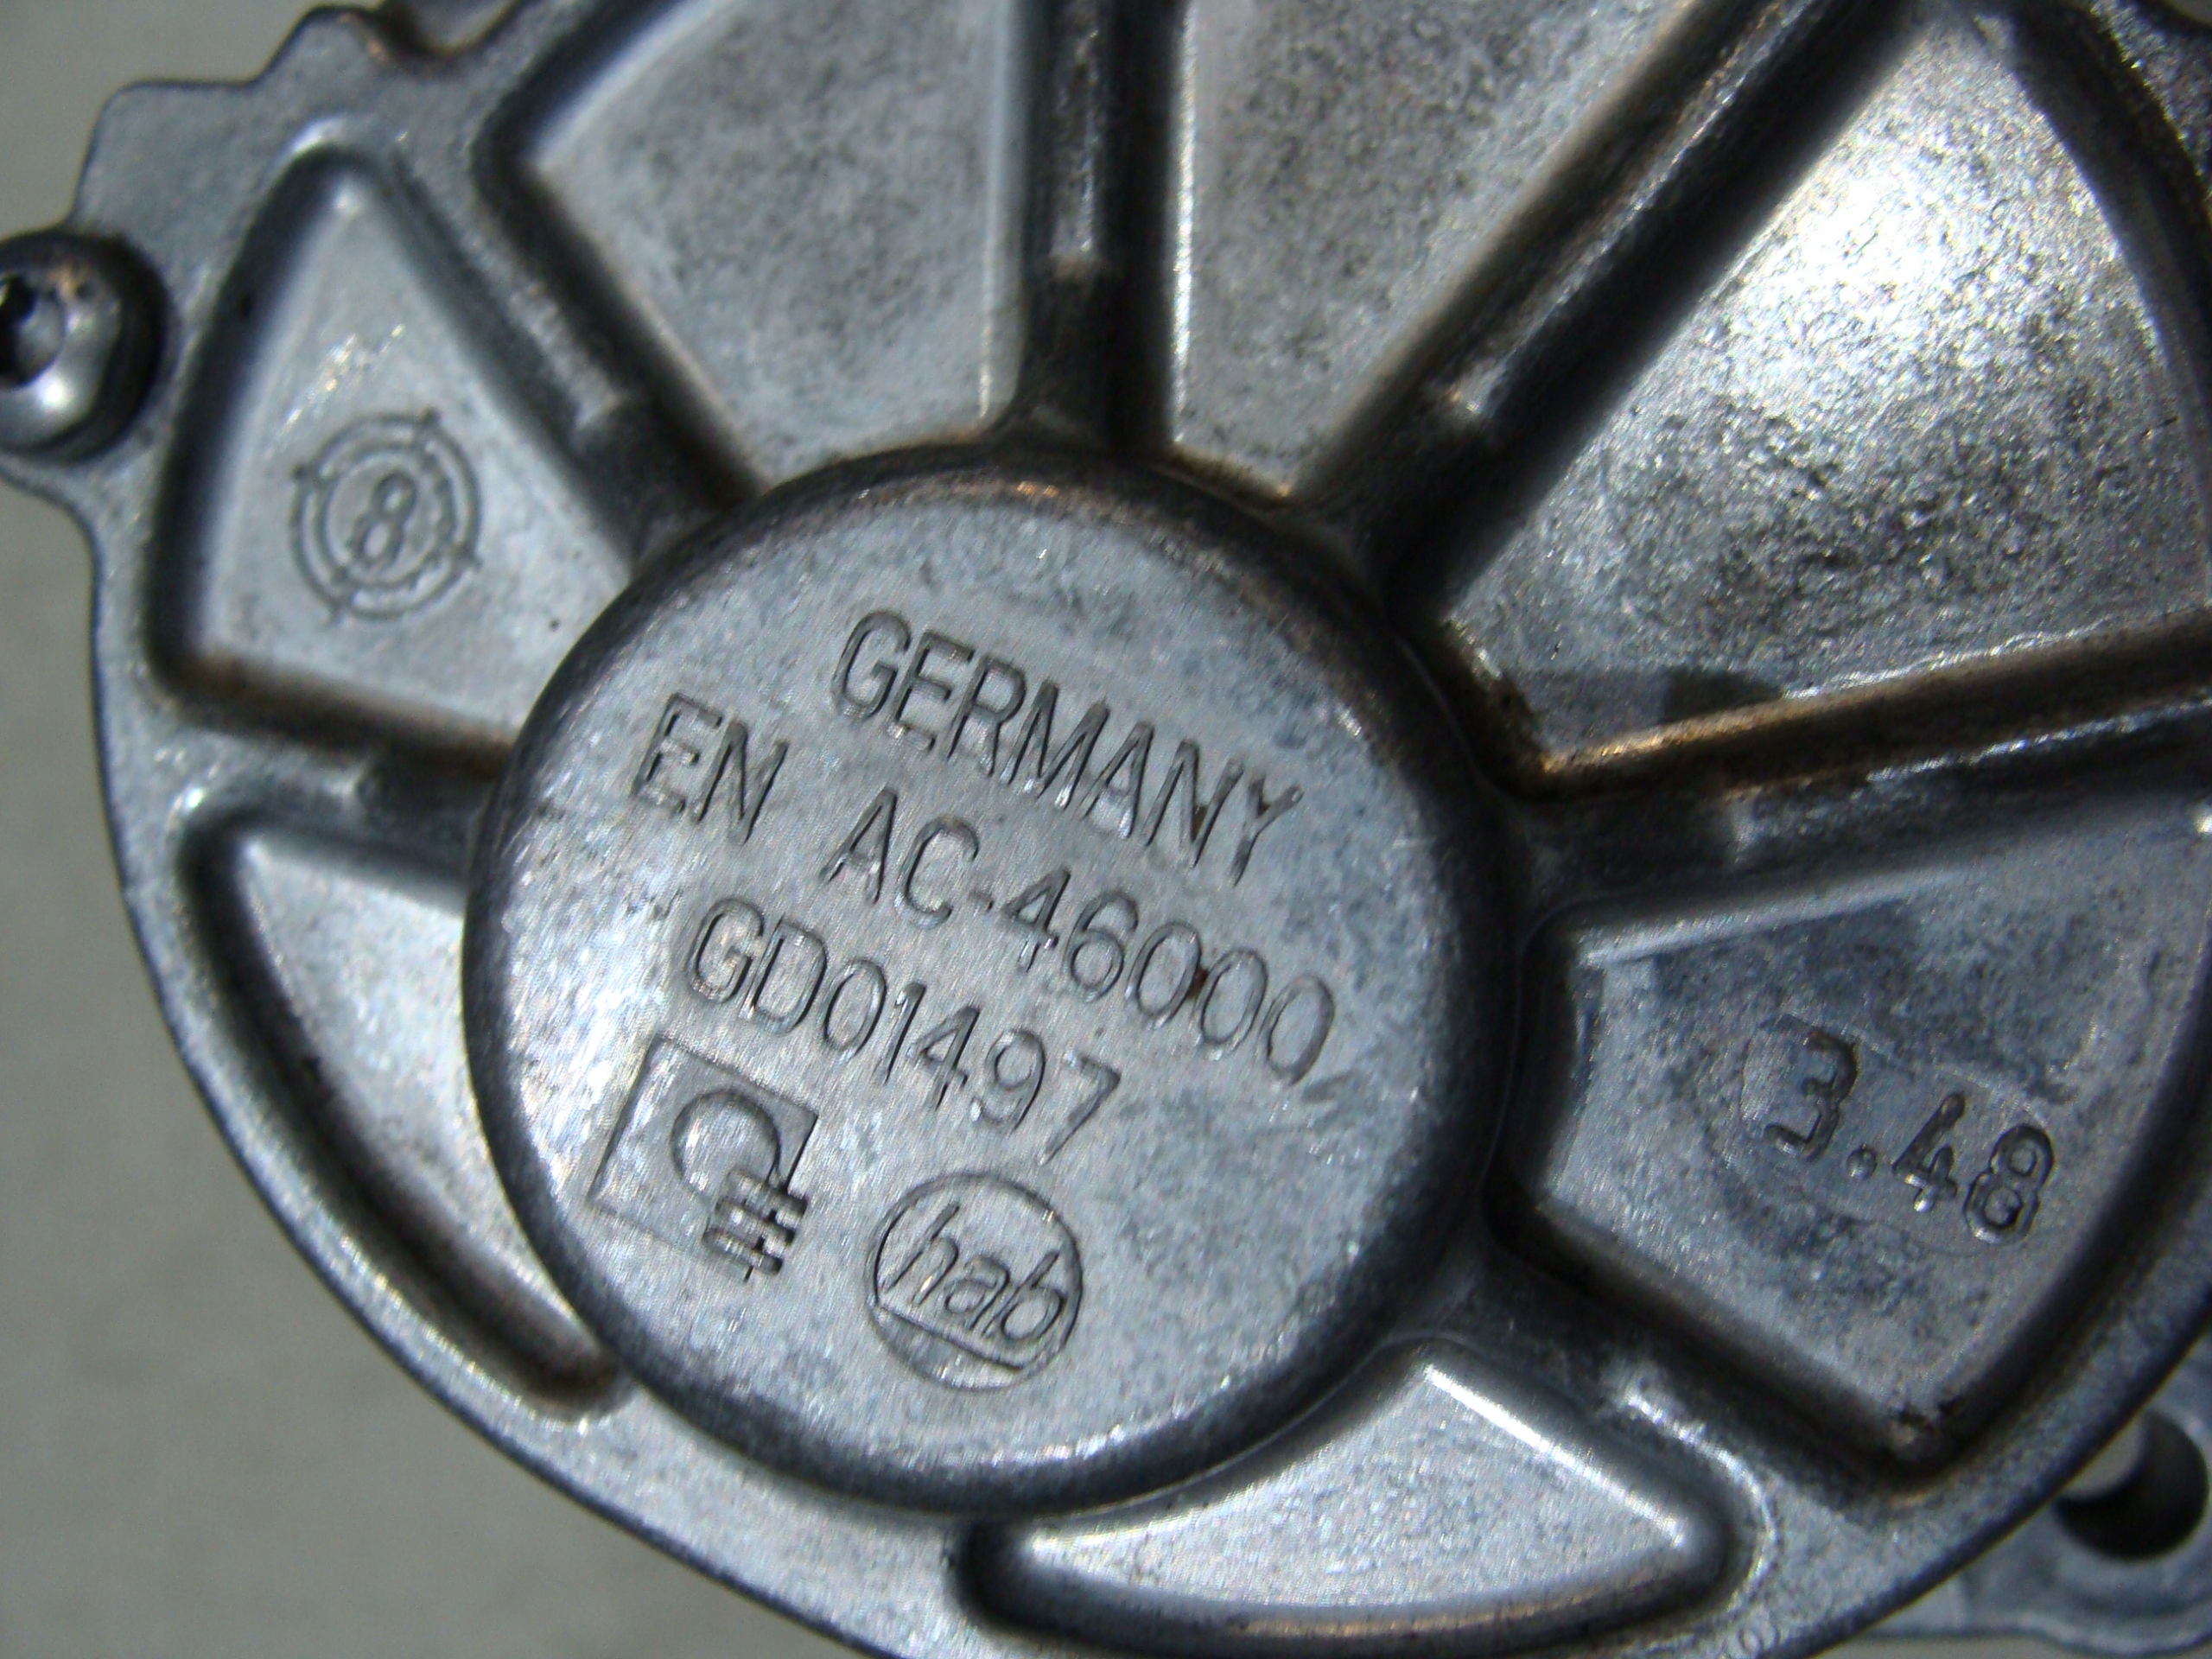 8
GERMANY
EN AC-46000
GD01497
hab
3.48